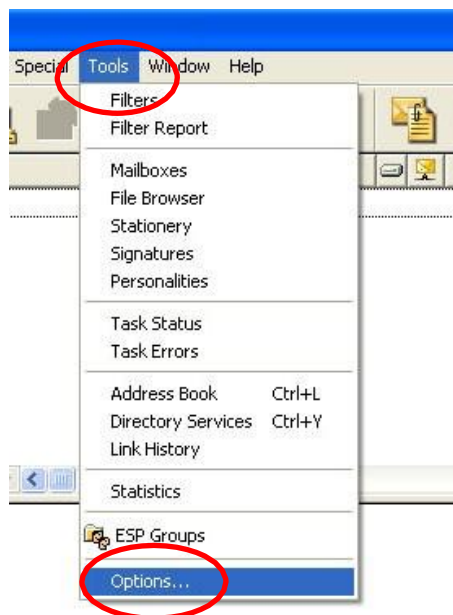 Special Tools Window Help
Filters
Filter Report
Mailboxes
File Browser
Stationery
Signatures
Personalities
Task Status
Task Errors
Address Book Ctrl+L
Directory Services Ctrl+Y
Link History
Statistics
ESP Groups
Options...